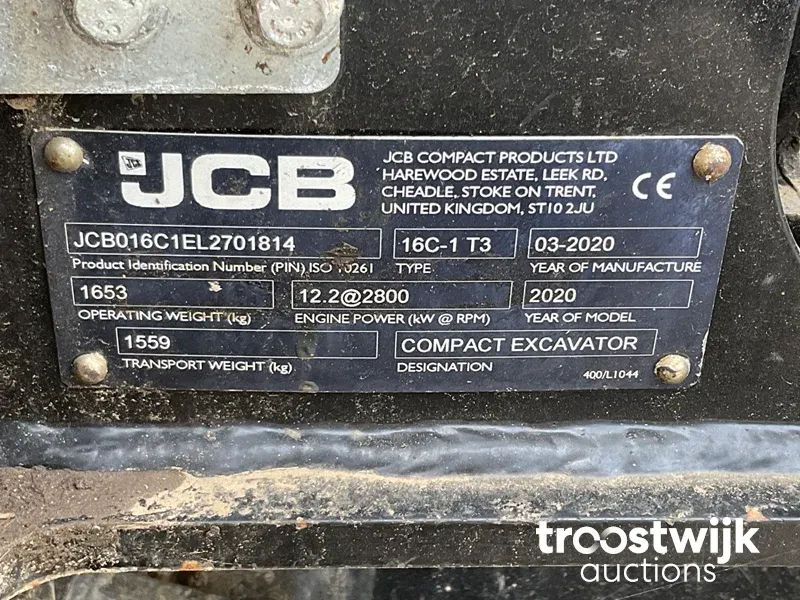 JCB
JCB COMPACT PRODUCTS LTD
HAREWOOD ESTATE, LEEK RD,
CHEADLE, STOKE ON TRENT,
UNITED KINGDOM, ST10 2JU
CE
JCB016C1EL2701814
16C-1 T3
03-2020
Product Identification Number (PIN) ISO 10261
TYPE
YEAR OF MANUFACTURE
1653
12.2@2800
2020
OPERATING WEIGHT (kg)
ENGINE POWER (kW @ RPM)
YEAR OF MODEL
1559
COMPACT EXCAVATOR
TRANSPORT WEIGHT (kg)
DESIGNATION
400/L1044
troostwijk
auctions